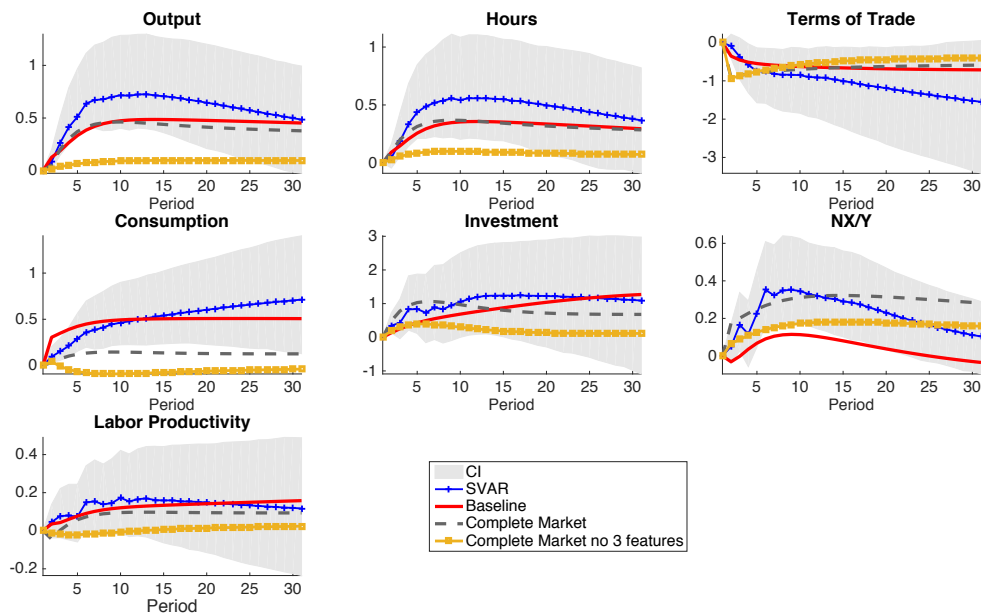 Output
1
0.5
0
5 10 15 20 25 30
Period
Hours
1
0.5
0
5 10 15 20 25 30
Period
Terms of Trade
0
-1
-2
-3
5 10 15 20 25 30
Period
Consumption
1
0.5
0
5 10 15 20 25 30
Period
Investment
3
2
1
0
-1
5 10 15 20 25 30
Period
NX/Y
0.6
0.4
0.2
0
5 10 15 20 25 30
Period
Labor Productivity
0.4
0.2
0
-0.2
5 10 15 20 25 30
Period
CI
SVAR
Baseline
Complete Market
Complete Market no 3 features